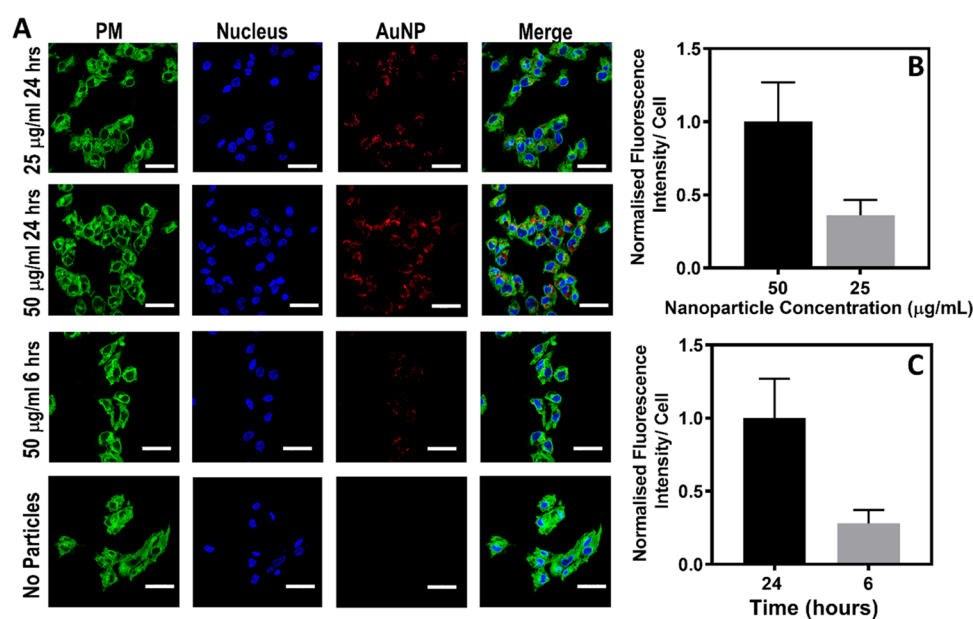 A
PM Nucleus AuNP Merge
25 μg/ml 24 hrs
50 μg/ml 24 hrs
50 μg/ml 6 hrs
No Particles
B
Normalised Fluorescence
Intensity/ Cell
1.5
1.0
0.5
0.0
50 25
Nanoparticle Concentration (μg/mL)
C
Normalised Fluorescence
Intensity/ Cell
1.5
1.0
0.5
0.0
24 6
Time (hours)